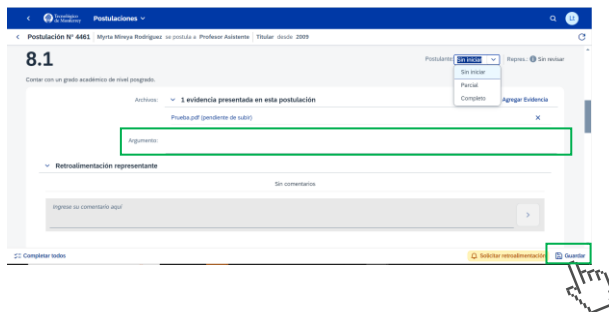 Tecnológico de Monterrey Postulaciones
Postulación N° 4461 Myrta Mireya Rodríguez se postula a Profesor Asistente Titular desde 2009
8.1
Postulante: Sin iniciar Repres.: Sin revisar
Sin iniciar
Parcial
Completo
Contar con un grado académico de nivel posgrado.
Archivos: 1 evidencia presentada en esta postulación Agregar Evidencia
Prueba.pdf (pendiente de subir)
Argumento:
Retroalimentación representante
Sin comentarios
Ingrese su comentario aquí
Completar todos Solicitar retroalimentación Guardar